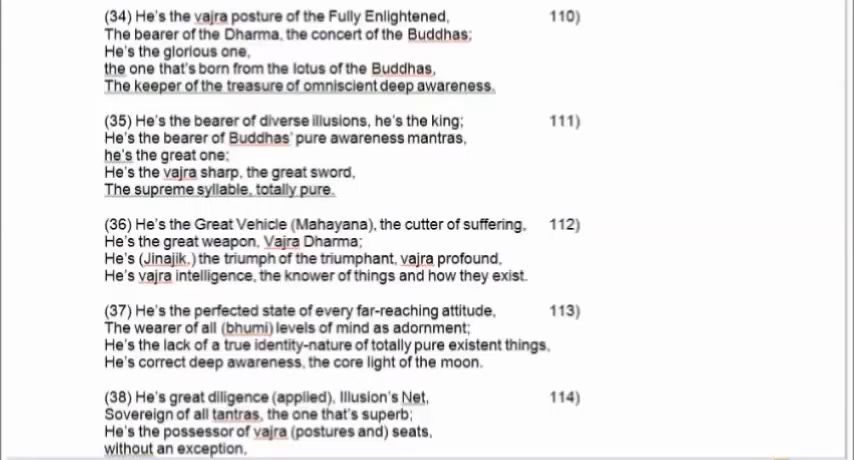 (34) He's the vajra posture of the Fully Enlightened, 110)
The bearer of the Dharma, the concert of the Buddhas;
He's the glorious one,
the one that's born from the lotus of the Buddhas,
The keeper of the treasure of omniscient deep awareness.
(35) He's the bearer of diverse illusions, he's the king; 111)
He's the bearer of Buddhas' pure awareness mantras,
he's the great one;
He's the vajra sharp, the great sword,
The supreme syllable, totally pure.
(36) He's the Great Vehicle (Mahayana), the cutter of suffering, 112)
He's the great weapon, Vajra Dharma;
He's (Jinajik,) the triumph of the triumphant, vajra profound,
He's vajra intelligence, the knower of things and how they exist.
(37) He's the perfected state of every far-reaching attitude, 113)
The wearer of all (bhumi) levels of mind as adornment;
He's the lack of a true identity-nature of totally pure existent things,
He's correct deep awareness, the core light of the moon.
(38) He's great diligence (applied), Illusion's Net, 114)
Sovereign of all tantras, the one that's superb;
He's the possessor of vajra (postures and) seats,
without an exception,